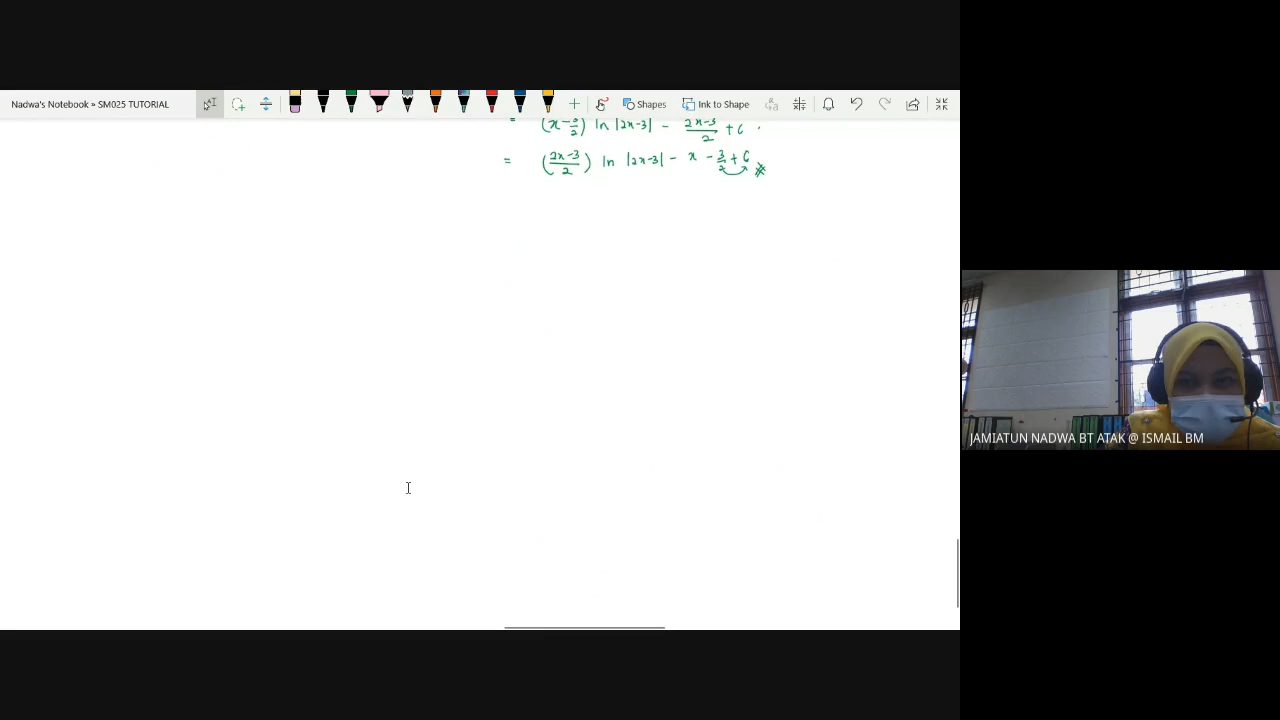 Nadwa's Notebook » SM025 TUTORIAL
Shapes
Ink to Shape
= (x-3/2) ln |2x-3| - (2x-3)/2 + C .
= ((2x-3)/2) ln |2x-3| - x - 3/2 + C
JAMIATUN NADWA BT ATAK @ ISMAIL BM